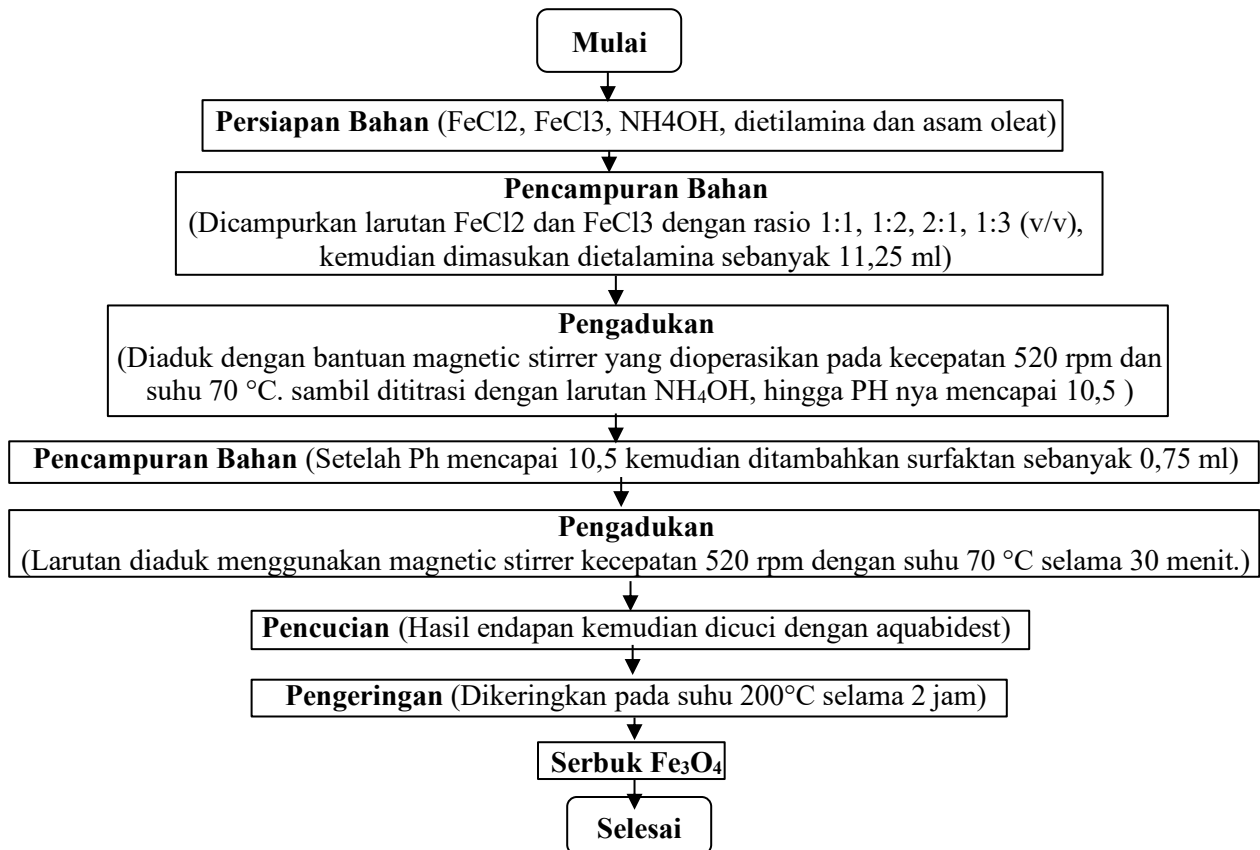 Mulai
Persiapan Bahan (FeCl2, FeCl3, NH4OH, dietilamina dan asam oleat)
Pencampuran Bahan
(Dicampurkan larutan FeCl2 dan FeCl3 dengan rasio 1:1, 1:2, 2:1, 1:3 (v/v),
kemudian dimasukan dietalamina sebanyak 11,25 ml)
Pengadukan
(Diaduk dengan bantuan magnetic stirrer yang dioperasikan pada kecepatan 520 rpm dan
suhu 70 °C. sambil dititrasi dengan larutan NH₄OH, hingga PH nya mencapai 10,5 )
Pencampuran Bahan (Setelah Ph mencapai 10,5 kemudian ditambahkan surfaktan sebanyak 0,75 ml)
Pengadukan
(Larutan diaduk menggunakan magnetic stirrer kecepatan 520 rpm dengan suhu 70 °C selama 30 menit.)
Pencucian (Hasil endapan kemudian dicuci dengan aquabidest)
Pengeringan (Dikeringkan pada suhu 200°C selama 2 jam)
Serbuk Fe₃O₄
Selesai